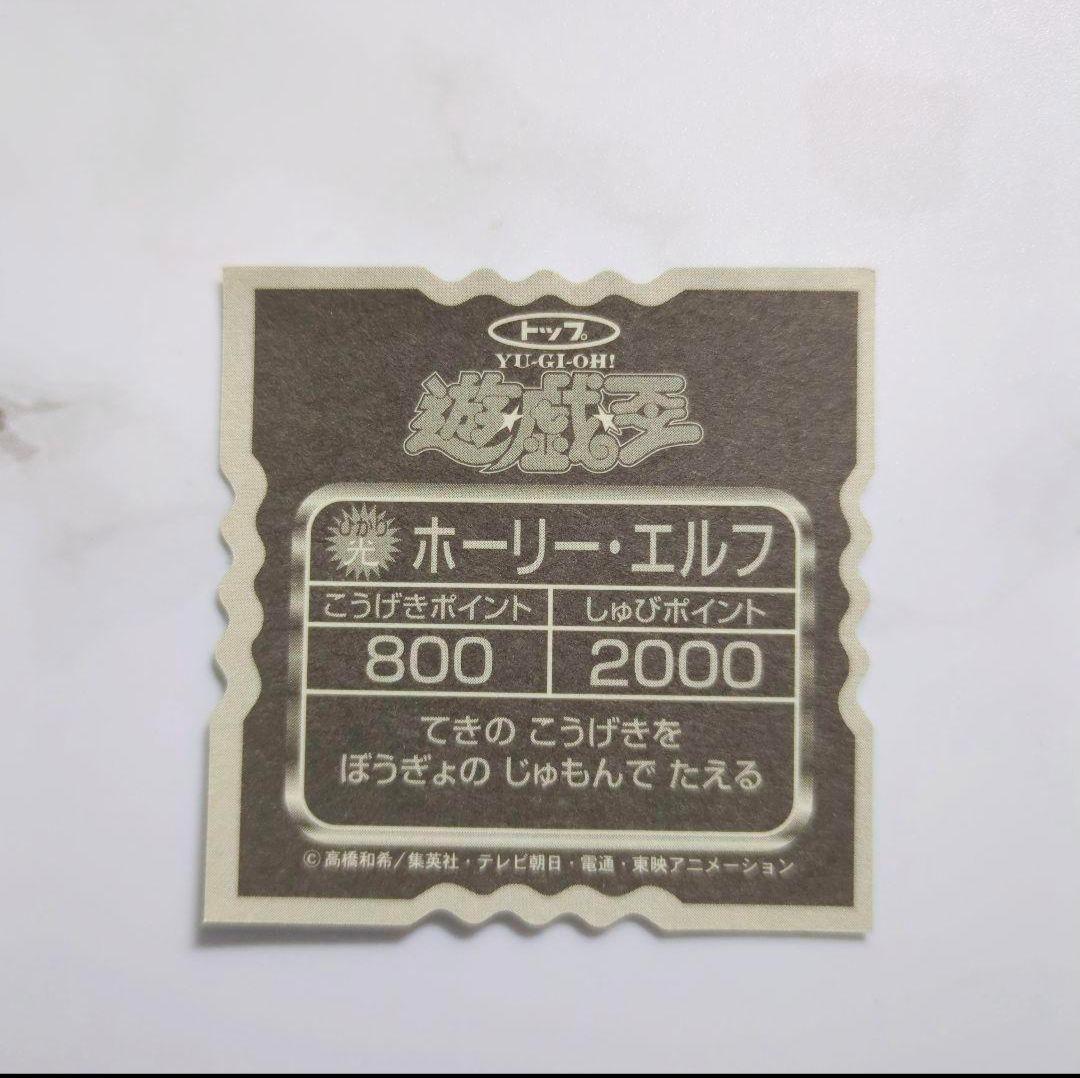 トップ。
YU-GI-OH!
遊戯王
ひかり
光
ホーリー・エルフ
こうげきポイント しゅびポイント
800 2000
てきの こうげきを
ぼうぎょの じゅもんで たえる
©高橋和希/集英社・テレビ朝日・電通・東映アニメーション